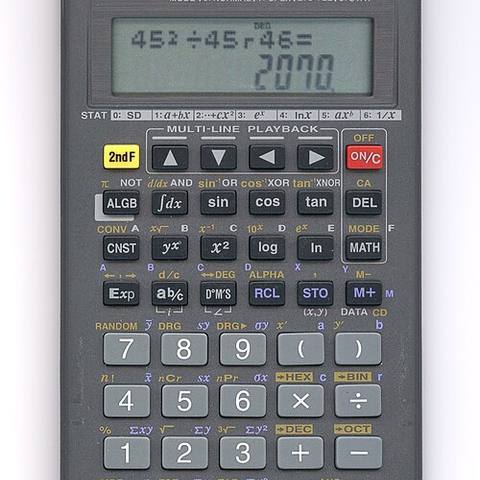 DEG
45² ÷45r46=
2070.
STAT 0: SD 1: a+bx 2: ··+cx² 3: eˣ 4: lnx 5: axᵇ 6: 1/x
MULTI-LINE PLAYBACK
OFF
2ndF ▲ ▼ ◀ ▶ ON/C
π NOT d/dx AND sin⁻¹ OR cos⁻¹ XOR tan⁻¹ XNOR CA
ALGB ∫dx sin cos tan DEL
CONV A ˣ√ B x⁻¹ C 10ˣ D eˣ E MODE F
CNST yˣ x² log ln MATH
A ←,→ B d/c C ↔DEG D ALPHA X , Y M−
Exp ab/c D°M'S RCL STO M+ M
i ∠ (x,y) DATA CD
RANDOM ȳ DRG sy DRG▶ σy x′ a y′ b
7 8 9 ( )
n! x̄ nCr sx nPr σx →HEX c →BIN r
4 5 6 × ÷
% Σxy √ Σy ³√ Σy² →DEC →OCT
1 2 3 + −